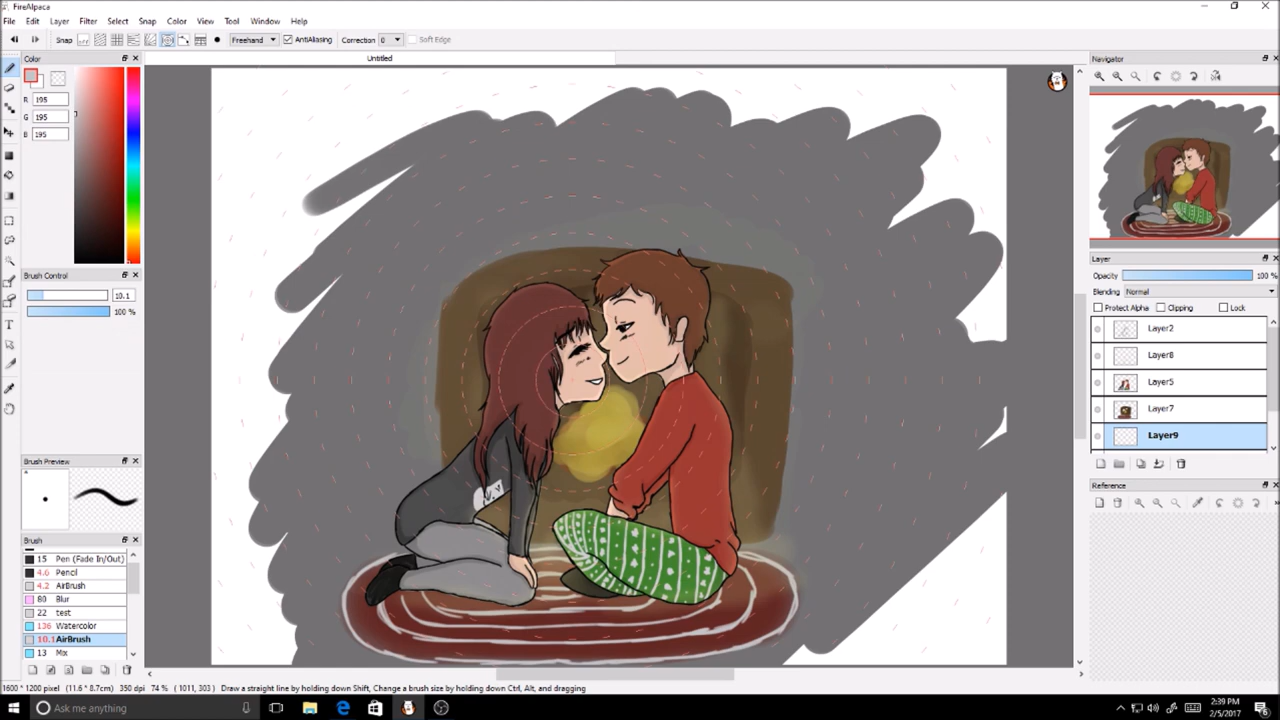 FireAlpaca
File Edit Layer Filter Select Snap Color View Tool Window Help
Snap off Freehand AntiAliasing Correction 0 Soft Edge
Untitled
Color
R 195
G 195
B 195
Brush Control
10.1
100 %
Brush Preview
Brush
15 Pen (Fade In/Out)
4.6 Pencil
4.2 AirBrush
80 Blur
22 test
136 Watercolor
10.1 AirBrush
13 Mix
Navigator
Layer
Opacity 100 %
Blending Normal
Protect Alpha Clipping Lock
Layer2
Layer8
Layer5
Layer7
Layer9
Reference
1600 * 1200 pixel (11.6 * 8.7cm) 350 dpi 74 % ( 1011, 303 ) Draw a straight line by holding down Shift, Change a brush size by holding down Ctrl, Alt, and dragging
Ask me anything
2:39 PM
2/5/2017